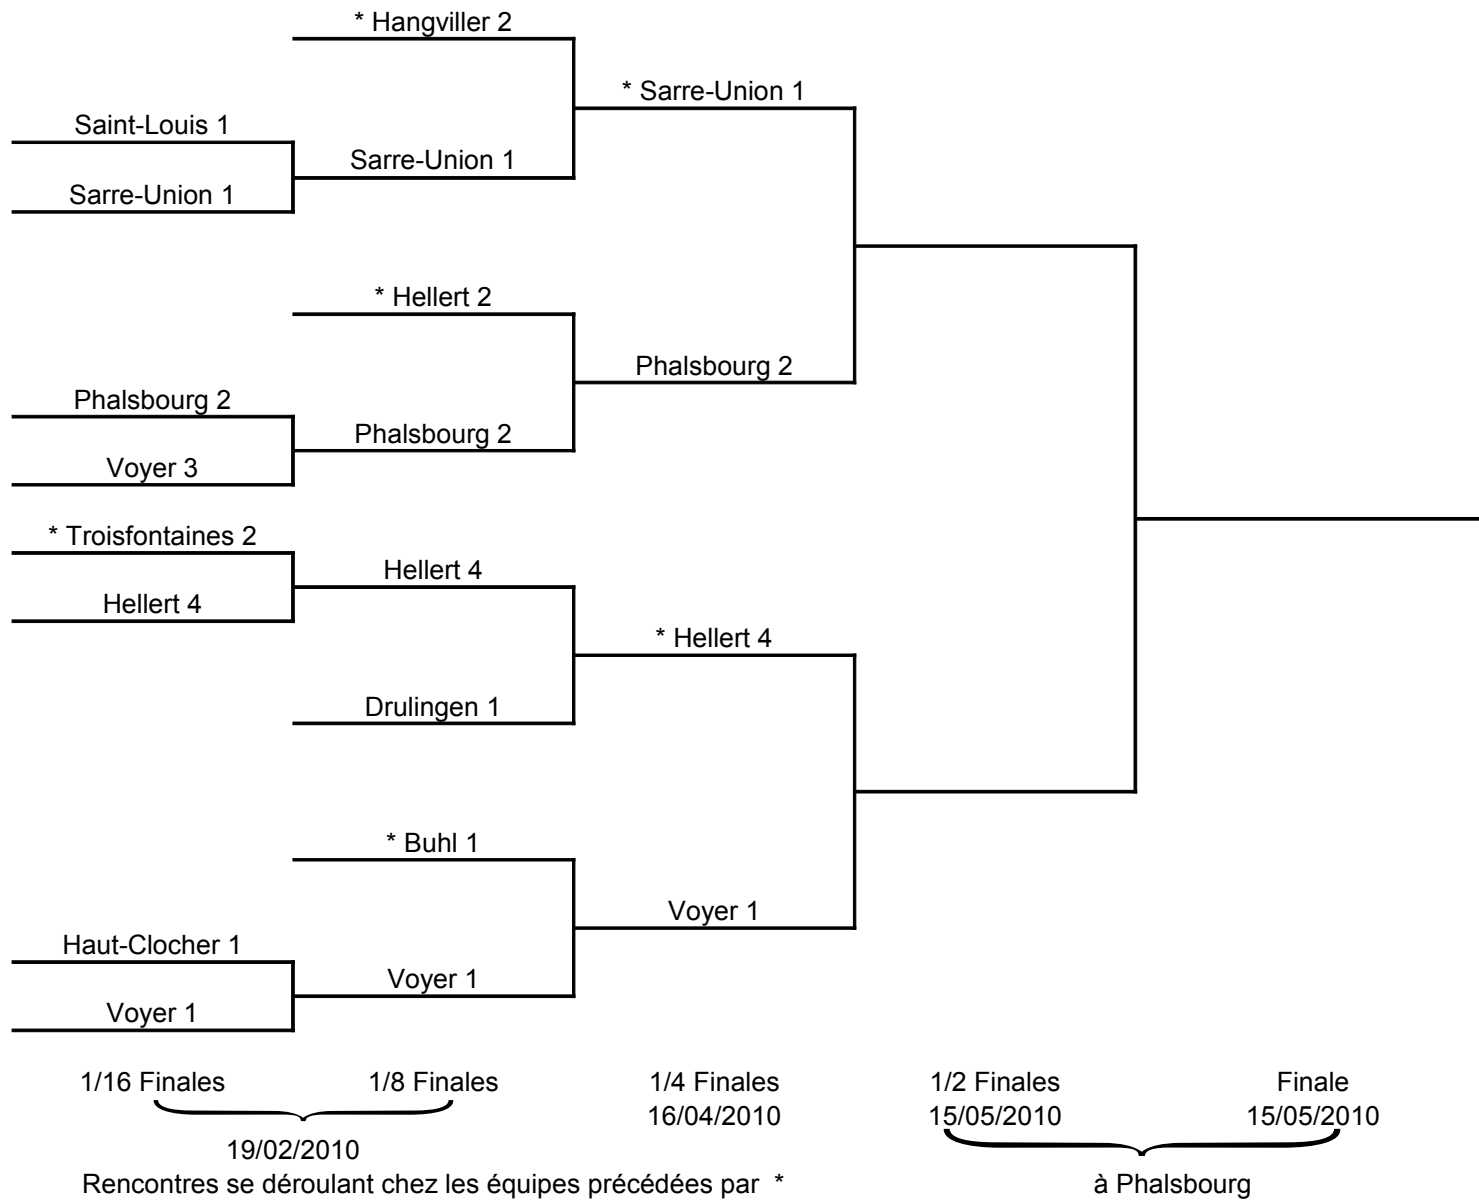 * Hangviller 2
* Sarre-Union 1
Saint-Louis 1
Sarre-Union 1
Sarre-Union 1
* Hellert 2
Phalsbourg 2
Phalsbourg 2
Phalsbourg 2
Voyer 3
* Troisfontaines 2
Hellert 4
Hellert 4
* Hellert 4
Drulingen 1
* Buhl 1
Voyer 1
Haut-Clocher 1
Voyer 1
Voyer 1
1/16 Finales 1/8 Finales 1/4 Finales 1/2 Finales Finale
16/04/2010 15/05/2010 15/05/2010
19/02/2010
Rencontres se déroulant chez les équipes précédées par * à Phalsbourg